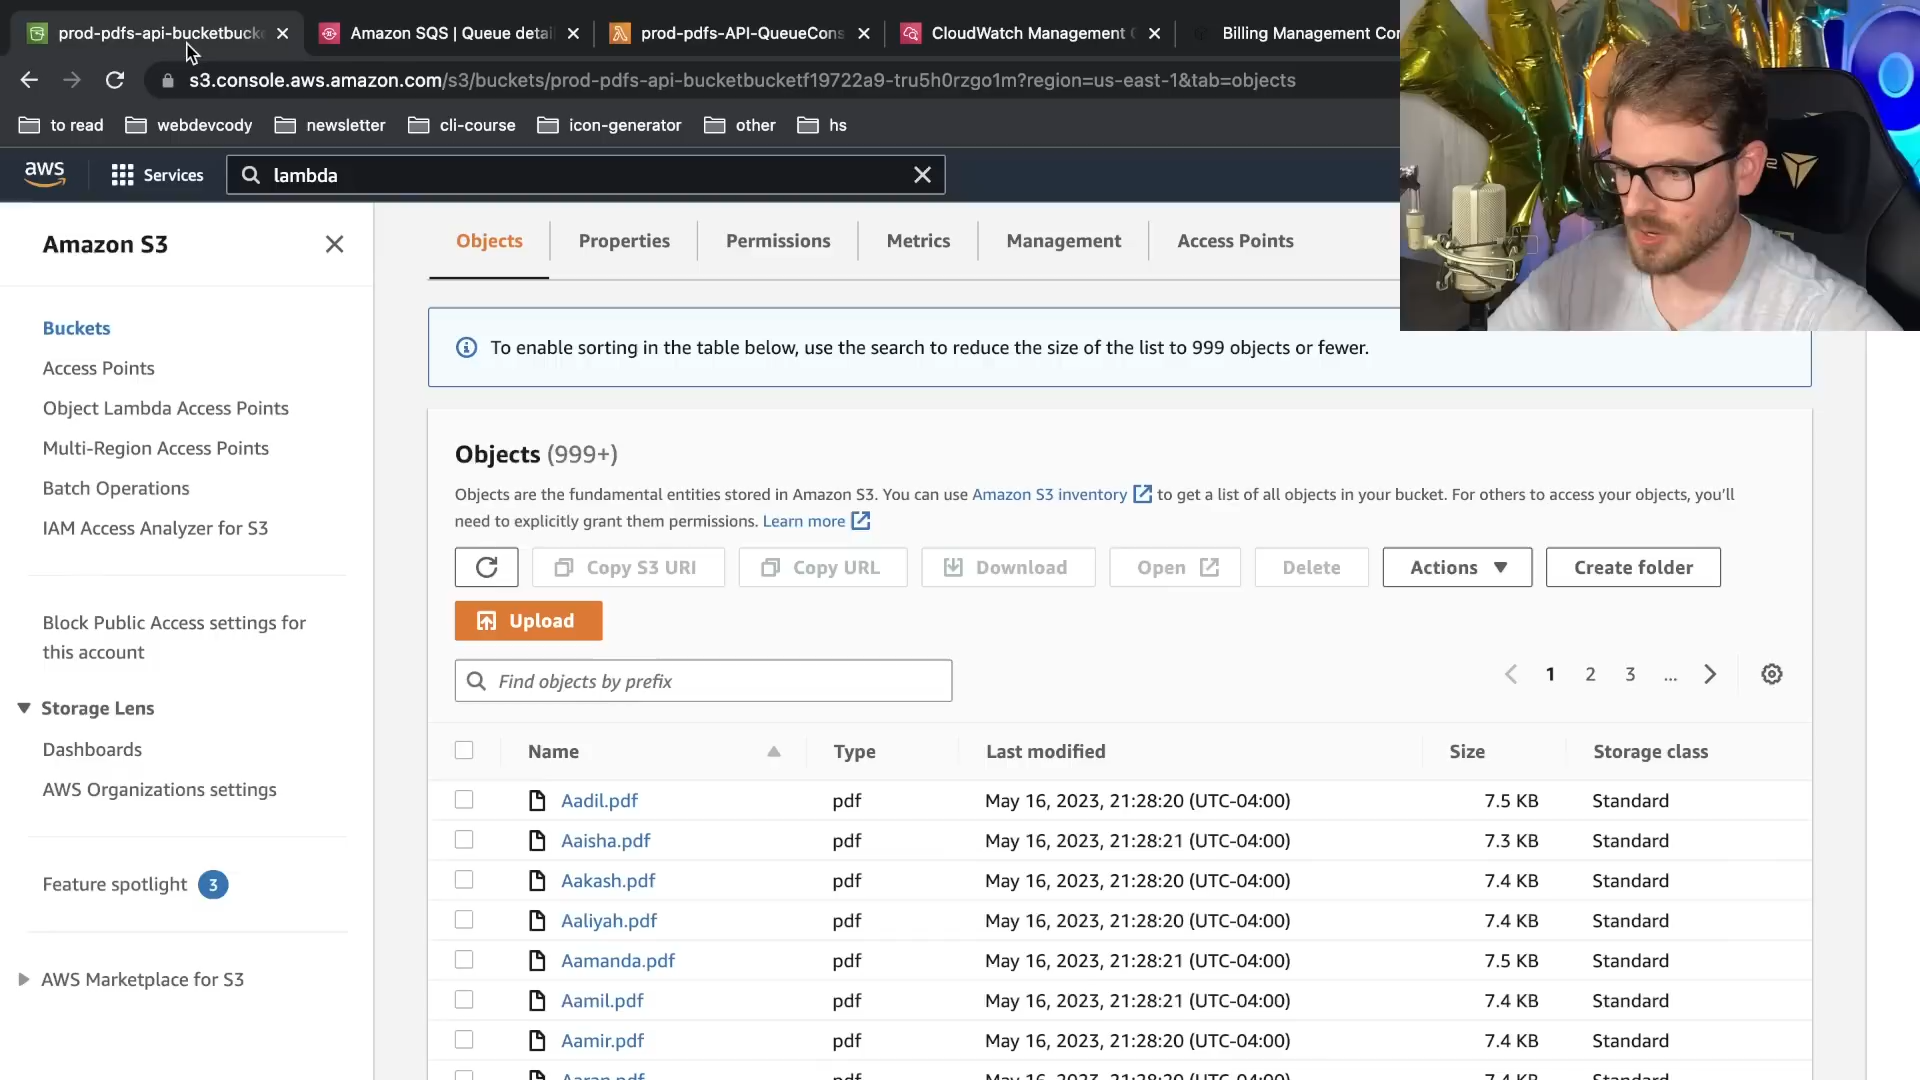 prod-pdfs-api-bucketbucke
Amazon SQS | Queue detai
prod-pdfs-API-QueueCons
CloudWatch Management C
Billing Management Con
s3.console.aws.amazon.com/s3/buckets/prod-pdfs-api-bucketbucketf19722a9-tru5h0rzgo1m?region=us-east-1&tab=objects
to read
webdevcody
newsletter
cli-course
icon-generator
other
hs
aws
Services
lambda
Amazon S3
Buckets
Access Points
Object Lambda Access Points
Multi-Region Access Points
Batch Operations
IAM Access Analyzer for S3
Block Public Access settings for
this account
Storage Lens
Dashboards
AWS Organizations settings
Feature spotlight 3
AWS Marketplace for S3
Objects
Properties
Permissions
Metrics
Management
Access Points
To enable sorting in the table below, use the search to reduce the size of the list to 999 objects or fewer.
Objects (999+)
Objects are the fundamental entities stored in Amazon S3. You can use Amazon S3 inventory to get a list of all objects in your bucket. For others to access your objects, you'll
need to explicitly grant them permissions. Learn more
Copy S3 URI
Copy URL
Download
Open
Delete
Actions
Create folder
Upload
Find objects by prefix
1 2 3 ...
Name Type Last modified Size Storage class
Aadil.pdf pdf May 16, 2023, 21:28:20 (UTC-04:00) 7.5 KB Standard
Aaisha.pdf pdf May 16, 2023, 21:28:21 (UTC-04:00) 7.3 KB Standard
Aakash.pdf pdf May 16, 2023, 21:28:20 (UTC-04:00) 7.4 KB Standard
Aaliyah.pdf pdf May 16, 2023, 21:28:20 (UTC-04:00) 7.4 KB Standard
Aamanda.pdf pdf May 16, 2023, 21:28:21 (UTC-04:00) 7.5 KB Standard
Aamil.pdf pdf May 16, 2023, 21:28:21 (UTC-04:00) 7.4 KB Standard
Aamir.pdf pdf May 16, 2023, 21:28:20 (UTC-04:00) 7.4 KB Standard